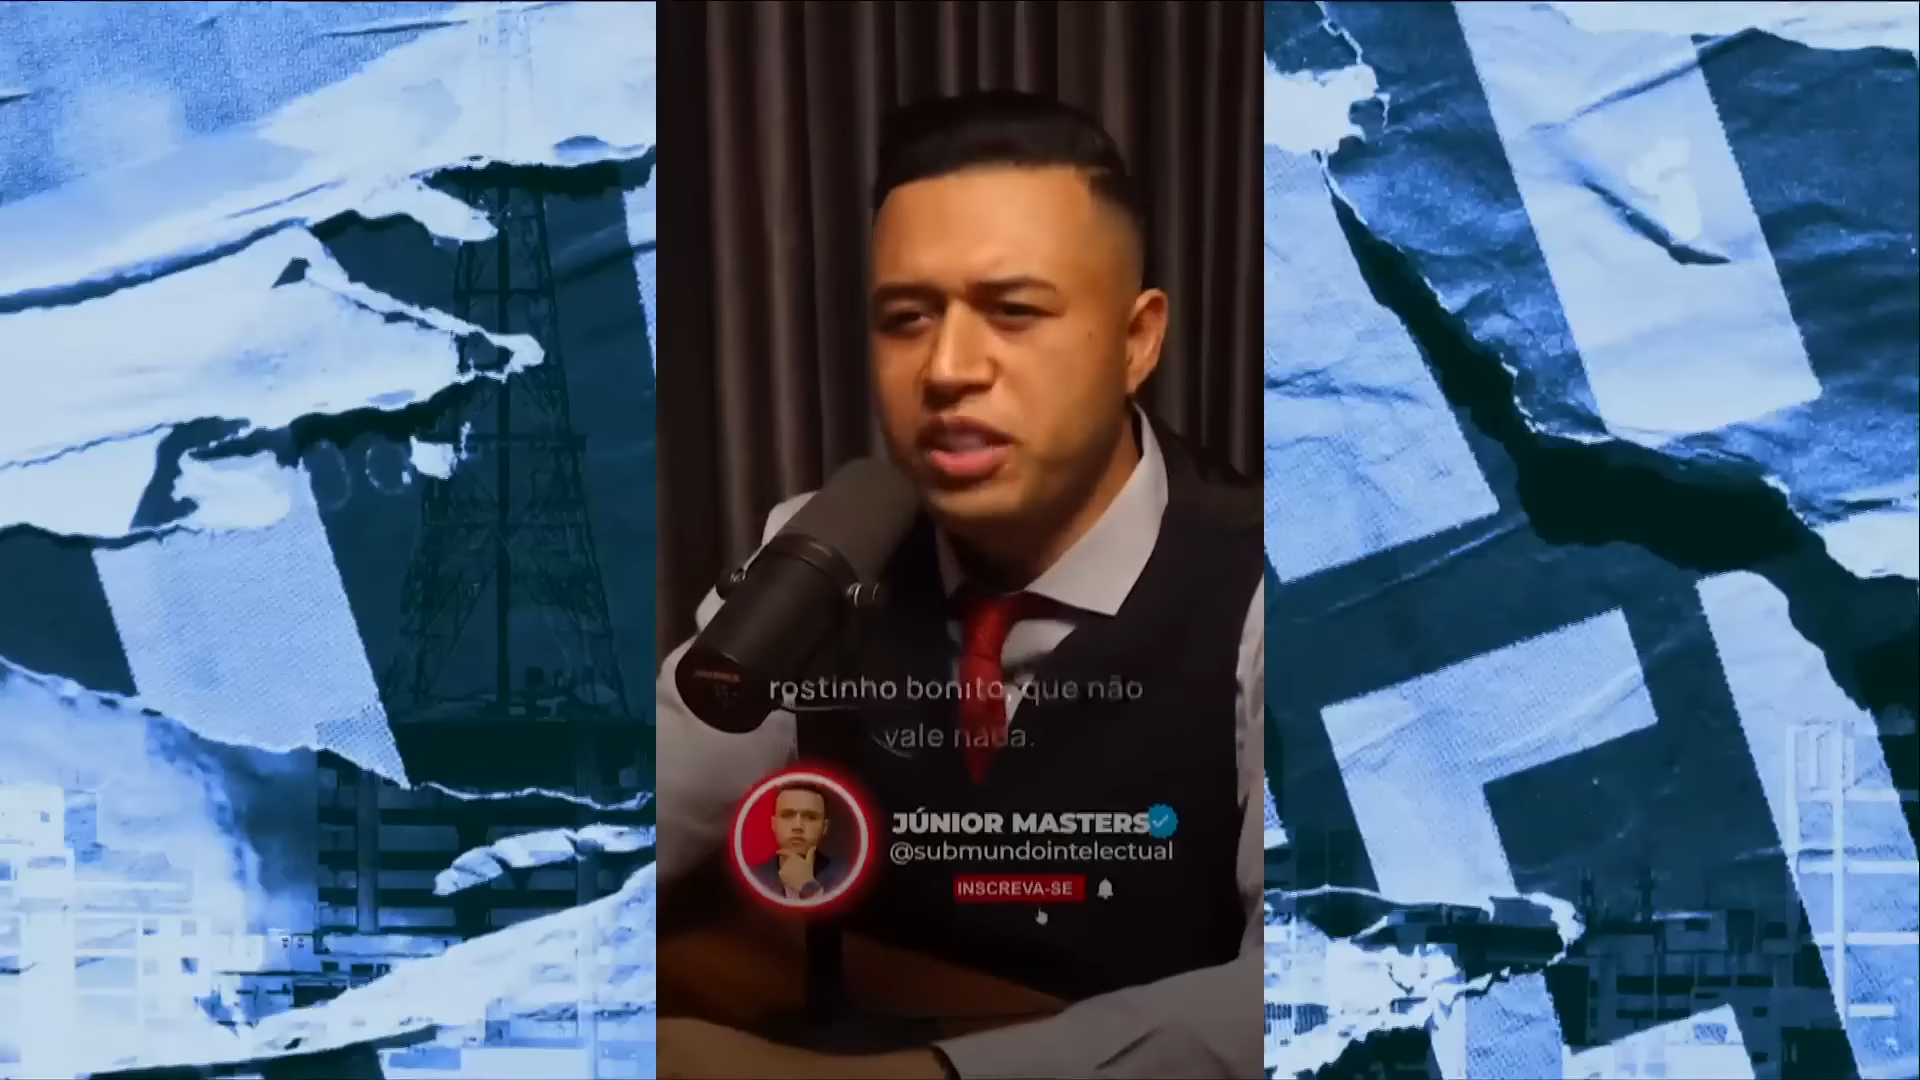 rostinho bonito, que não
vale nada.
JÚNIOR MASTERS
@submundointelectual
INSCREVA-SE